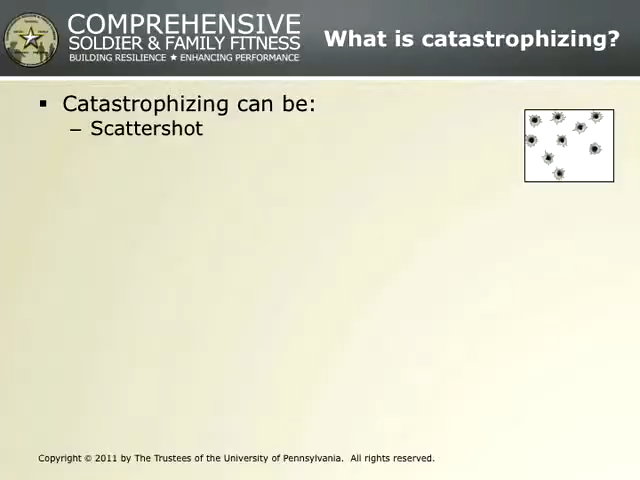 COMPREHENSIVE
SOLDIER & FAMILY FITNESS
BUILDING RESILIENCE ★ ENHANCING PERFORMANCE
What is catastrophizing?
▪ Catastrophizing can be:
– Scattershot
Copyright © 2011 by The Trustees of the University of Pennsylvania. All rights reserved.